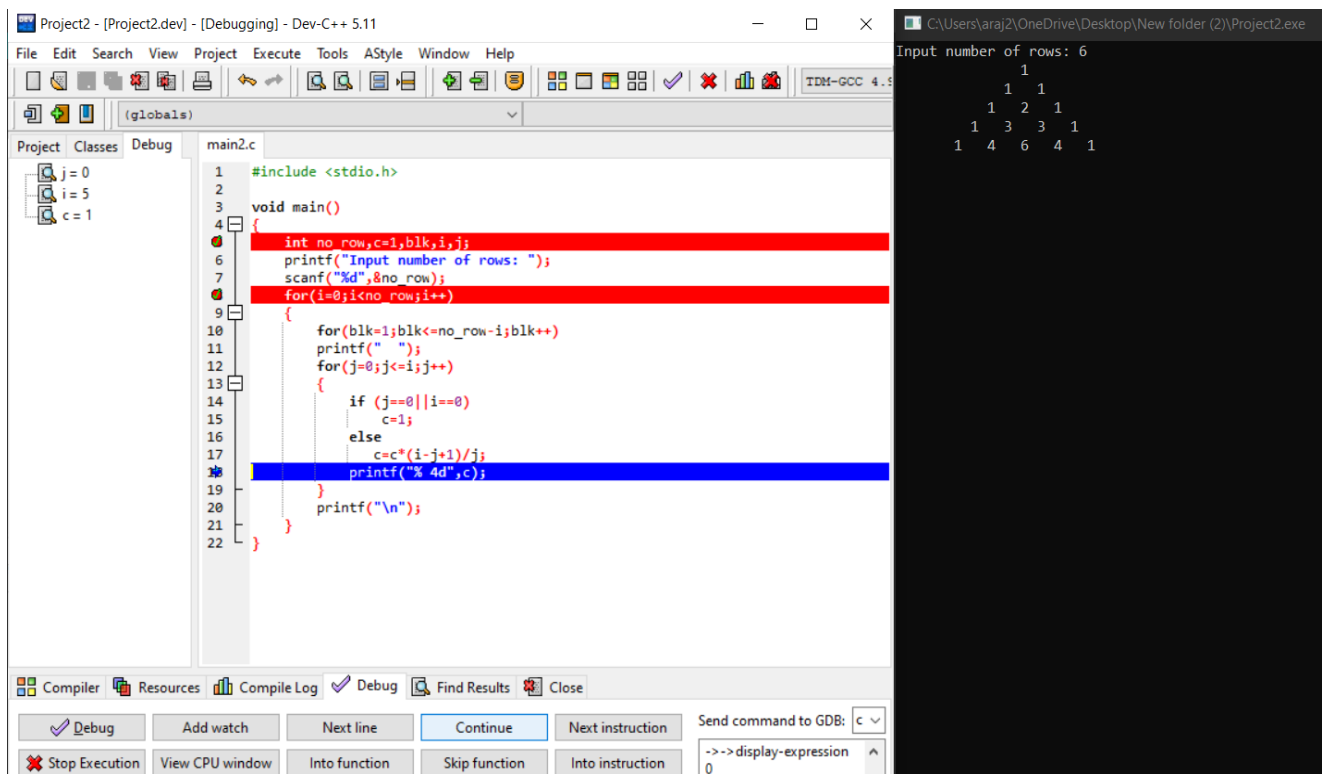 Project2 - [Project2.dev] - [Debugging] - Dev-C++ 5.11
File Edit Search View Project Execute Tools AStyle Window Help
TDM-GCC 4.9
(globals)
Project Classes Debug
j = 0
i = 5
c = 1
main2.c
1 #include <stdio.h>
2
3 void main()
4 {
int no_row,c=1,blk,i,j;
6 printf("Input number of rows: ");
7 scanf("%d",&no_row);
for(i=0;i<no_row;i++)
9 {
10 for(blk=1;blk<=no_row-i;blk++)
11 printf("  ");
12 for(j=0;j<=i;j++)
13 {
14 if (j==0||i==0)
15 c=1;
16 else
17 c=c*(i-j+1)/j;
printf("% 4d",c);
19 }
20 printf("\n");
21 }
22 }
Compiler Resources Compile Log Debug Find Results Close
Debug Add watch Next line Continue Next instruction
Stop Execution View CPU window Into function Skip function Into instruction
Send command to GDB: c
->->display-expression
0
C:\Users\araj2\OneDrive\Desktop\New folder (2)\Project2.exe
Input number of rows: 6
1
1 1
1 2 1
1 3 3 1
1 4 6 4 1